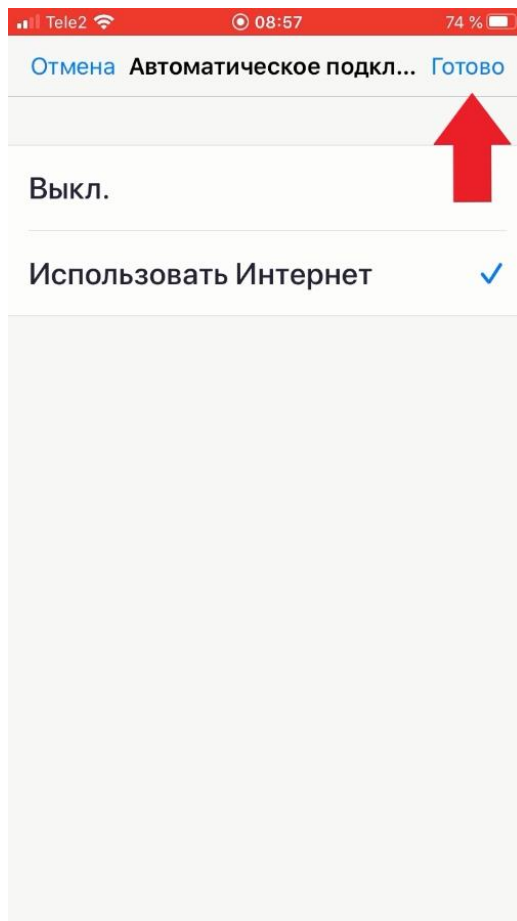 Tele2 08:57 74 %
Отмена Автоматическое подкл... Готово
Выкл.
Использовать Интернет